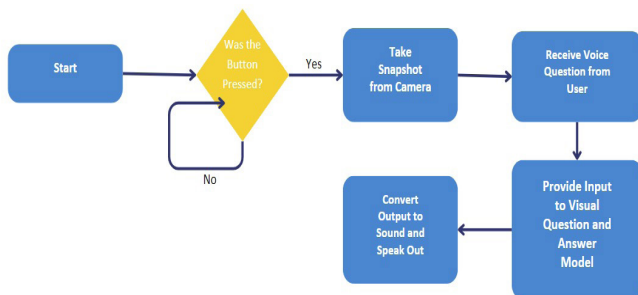 Start
Was the
Button
Pressed?
Yes
No
Take
Snapshot
from Camera
Receive Voice
Question from
User
Provide Input
to Visual
Question and
Answer
Model
Convert
Output to
Sound and
Speak Out